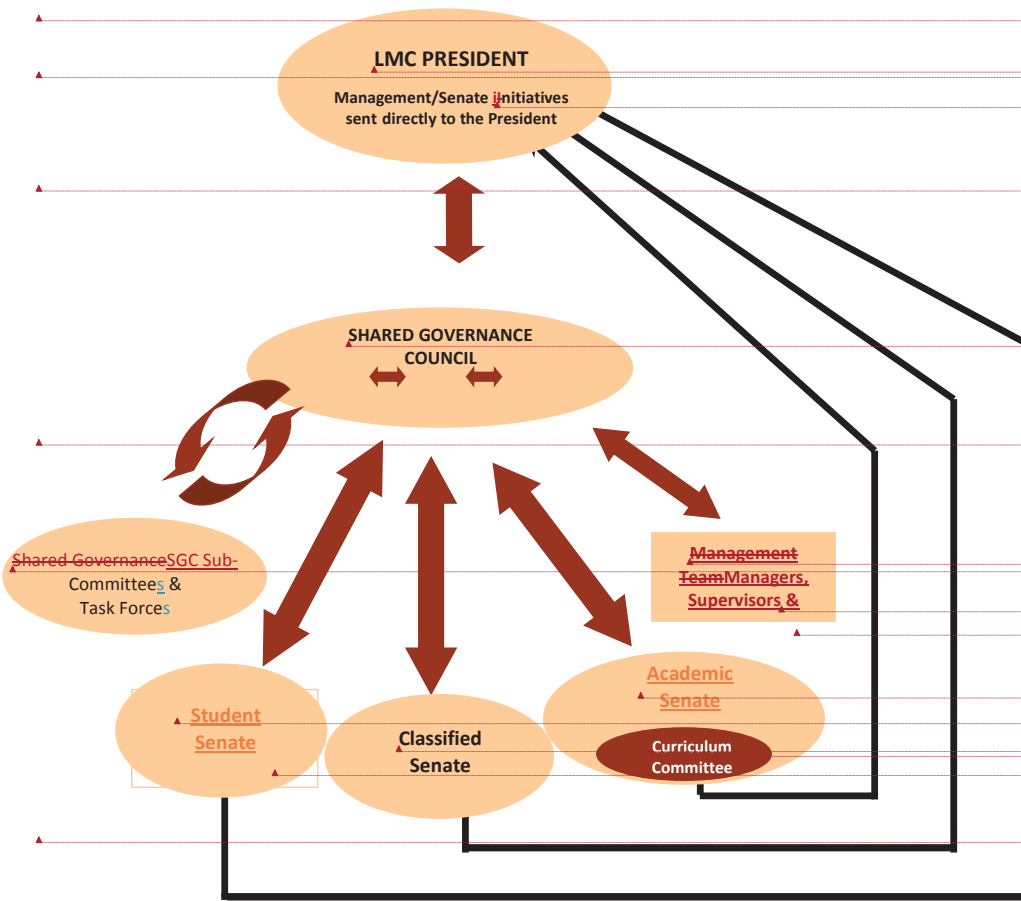 LMC PRESIDENT
Management/Senate iInitiatives
sent directly to the President
SHARED GOVERNANCE
COUNCIL
Shared GovernanceSGC Sub-
Committees &
Task Forces
Management
TeamManagers,
Supervisors &
Academic
Senate
Curriculum
Committee
Student
Senate
Classified
Senate